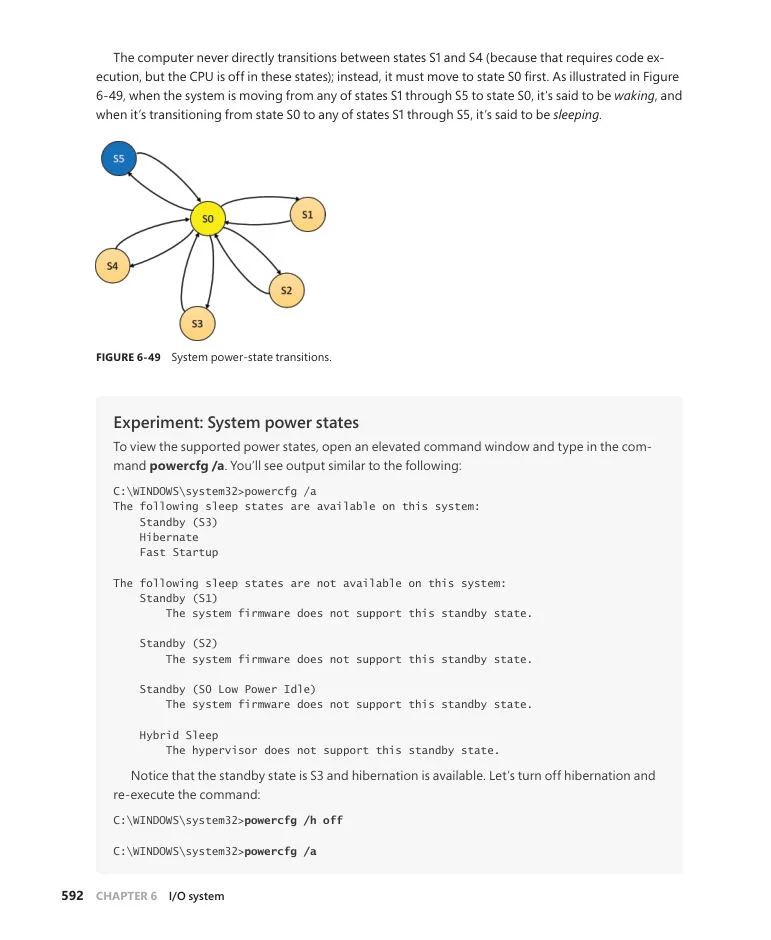 The computer never directly transitions between states S1 and S4 (because that requires code ex-
ecution, but the CPU is off in these states); instead, it must move to state S0 first. As illustrated in Figure
6-49, when the system is moving from any of states S1 through S5 to state S0, it's said to be waking, and
when it's transitioning from state S0 to any of states S1 through S5, it's said to be sleeping.
S5
S0
S1
S4
S2
S3
FIGURE 6-49 System power-state transitions.
Experiment: System power states
To view the supported power states, open an elevated command window and type in the com-
mand powercfg /a. You'll see output similar to the following:
C:\WINDOWS\system32>powercfg /a
The following sleep states are available on this system:
Standby (S3)
Hibernate
Fast Startup
The following sleep states are not available on this system:
Standby (S1)
The system firmware does not support this standby state.
Standby (S2)
The system firmware does not support this standby state.
Standby (S0 Low Power Idle)
The system firmware does not support this standby state.
Hybrid Sleep
The hypervisor does not support this standby state.
Notice that the standby state is S3 and hibernation is available. Let's turn off hibernation and
re-execute the command:
C:\WINDOWS\system32>powercfg /h off
C:\WINDOWS\system32>powercfg /a
592 CHAPTER 6 I/O system